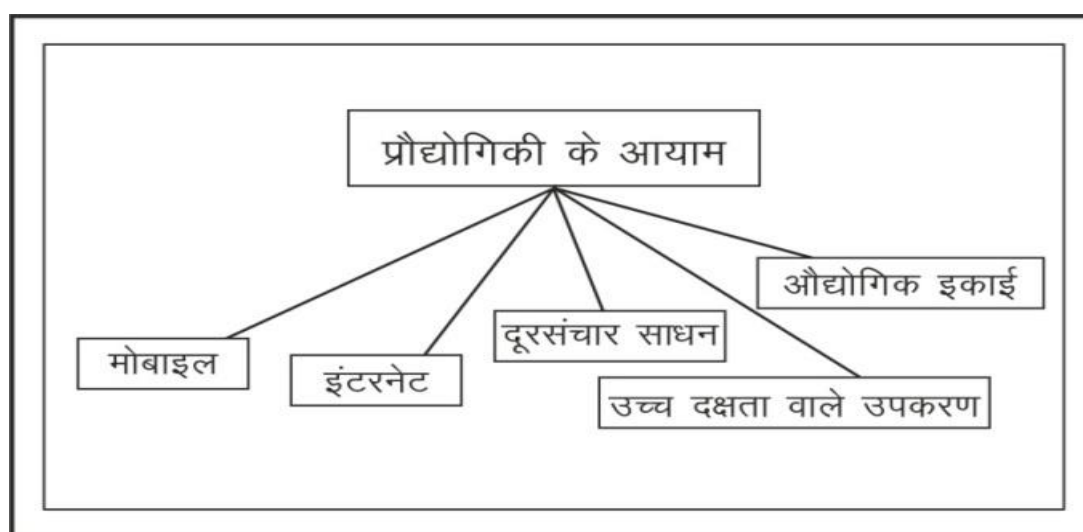 प्रौद्योगिकी के आयाम
औद्योगिक इकाई
दूरसंचार साधन
मोबाइल
इंटरनेट
उच्च दक्षता वाले उपकरण